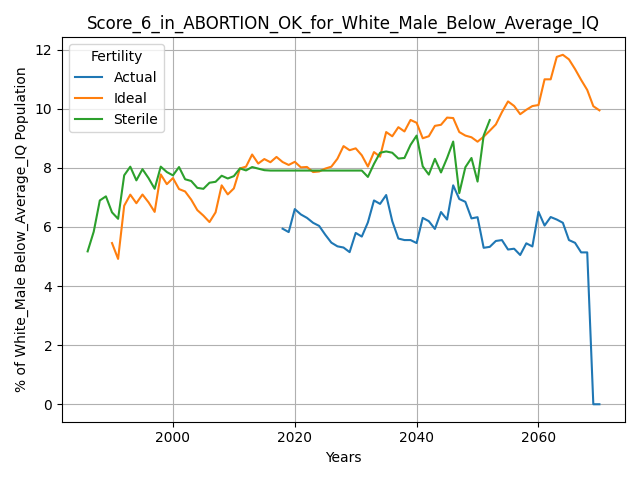 Score_6_in_ABORTION_OK_for_White_Male_Below_Average_IQ
Fertility
Actual
Ideal
Sterile
% of White_Male Below_Average_IQ Population
12
10
8
6
4
2
0
2000 2020 2040 2060
Years